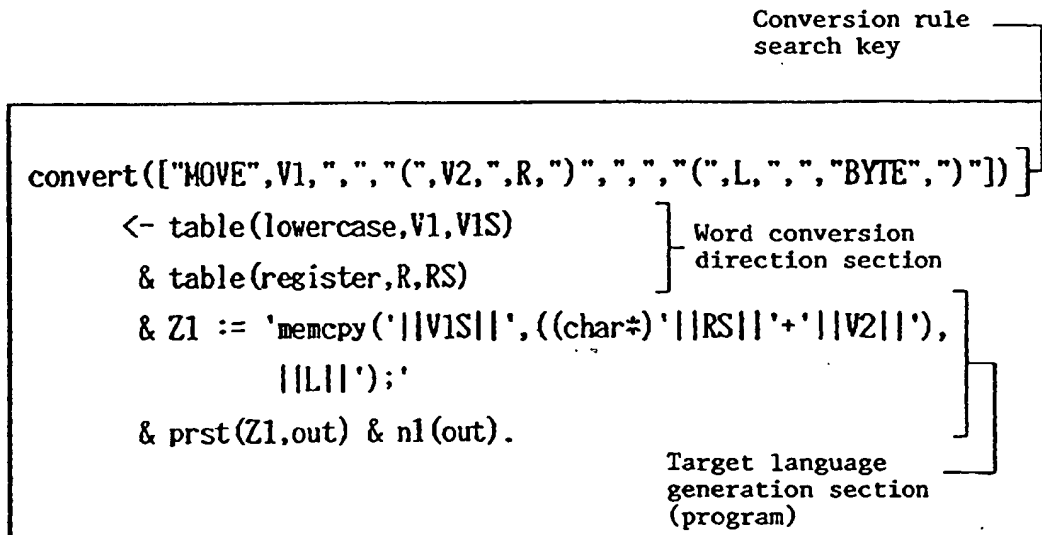 Conversion rule
search key
convert(["MOVE",V1,",","(",V2,",",R,")",",","(",L,",","BYTE",")"])
<- table(lowercase,V1,V1S)
Word conversion
direction section
& table(register,R,RS)
& Z1 := 'memcpy('||V1S||',((char*)'||RS||'+'||V2||'),
||L||');'
& prst(Z1,out) & nl(out).
Target language
generation section
(program)